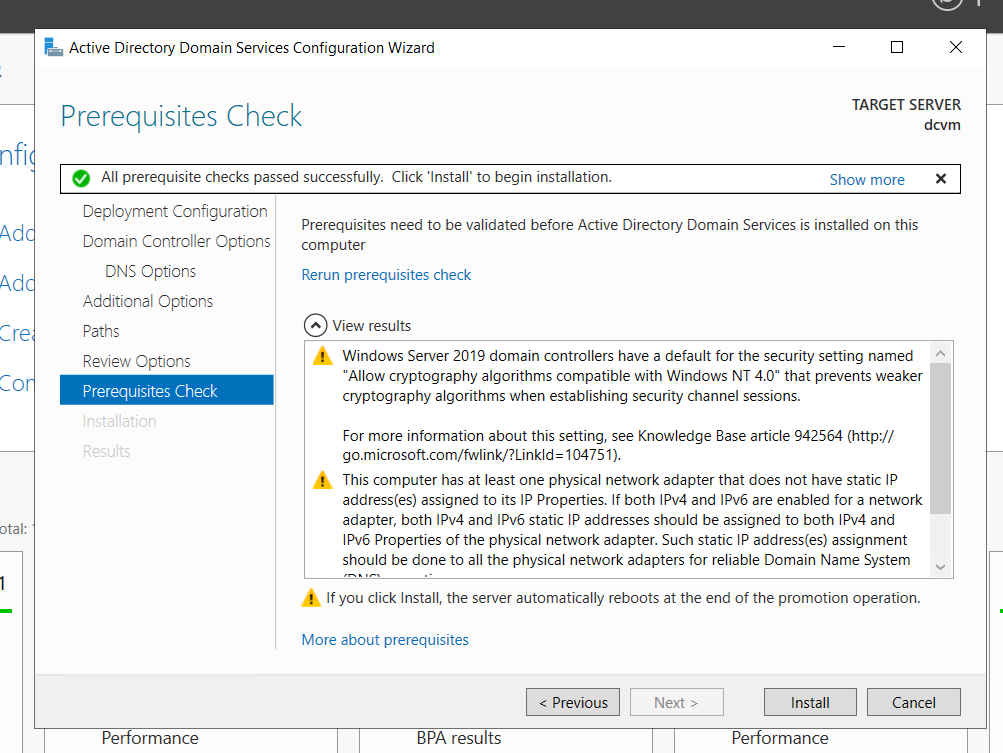 Active Directory Domain Services Configuration Wizard
Prerequisites Check
TARGET SERVER
dcvm
All prerequisite checks passed successfully. Click 'Install' to begin installation.
Show more
Deployment Configuration
Domain Controller Options
DNS Options
Additional Options
Paths
Review Options
Prerequisites Check
Installation
Results
Prerequisites need to be validated before Active Directory Domain Services is installed on this
computer
Rerun prerequisites check
View results
Windows Server 2019 domain controllers have a default for the security setting named
"Allow cryptography algorithms compatible with Windows NT 4.0" that prevents weaker
cryptography algorithms when establishing security channel sessions.
For more information about this setting, see Knowledge Base article 942564 (http://
go.microsoft.com/fwlink/?LinkId=104751).
This computer has at least one physical network adapter that does not have static IP
address(es) assigned to its IP Properties. If both IPv4 and IPv6 are enabled for a network
adapter, both IPv4 and IPv6 static IP addresses should be assigned to both IPv4 and
IPv6 Properties of the physical network adapter. Such static IP address(es) assignment
should be done to all the physical network adapters for reliable Domain Name System
If you click Install, the server automatically reboots at the end of the promotion operation.
More about prerequisites
< Previous
Next >
Install
Cancel
nfig
Add
Add
Crea
Con
otal:
1
Performance
BPA results
Performance